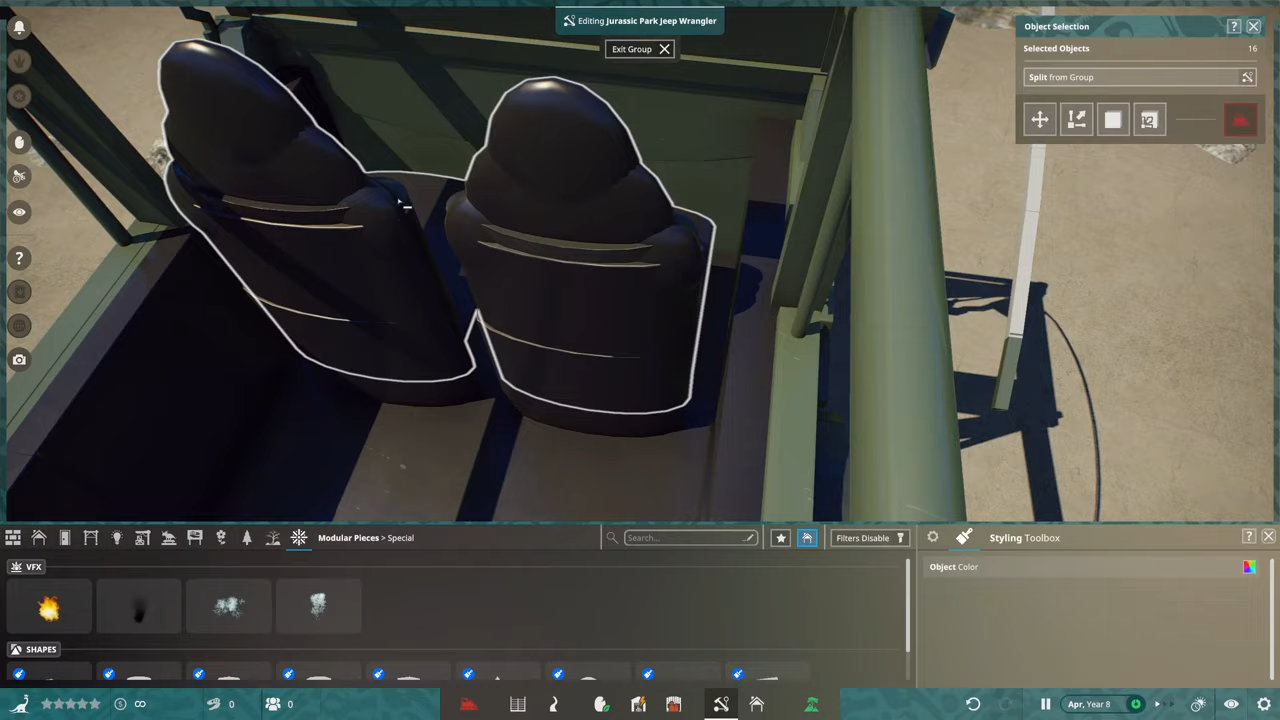 Editing Jurassic Park Jeep Wrangler
Exit Group
Object Selection
?
Selected Objects 16
Split from Group
12
?
Modular Pieces > Special
Search...
Filters Disable
Styling Toolbox
?
VFX
Object Color
SHAPES
∞
0
0
Apr, Year 8